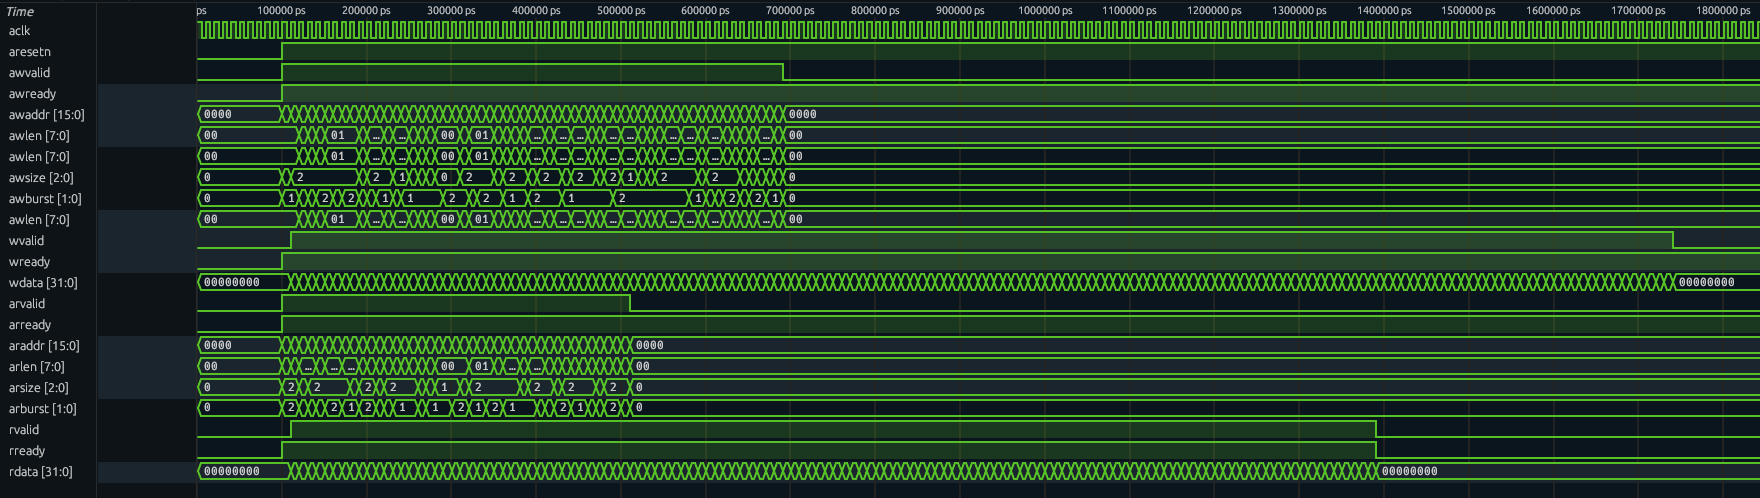 Time ps 100000 ps 200000 ps 300000 ps 400000 ps 500000 ps 600000 ps 700000 ps 800000 ps 900000 ps 1000000 ps 1100000 ps 1200000 ps 1300000 ps 1400000 ps 1500000 ps 1600000 ps 1700000 ps 1800000 ps
aclk
aresetn
awvalid
awready
awaddr [15:0] 0000 0000
awlen [7:0] 00 01 ... ... 00 01 ... ... ... ... ... ... ... ... ... 00
awlen [7:0] 00 01 ... ... 00 01 ... ... ... ... ... ... ... ... ... 00
awsize [2:0] 0 2 2 1 0 2 2 2 2 2 1 2 2 0
awburst [1:0] 0 1 2 2 1 1 2 2 1 2 1 2 1 2 2 1 0
awlen [7:0] 00 01 ... ... 00 01 ... ... ... ... ... ... ... ... ... 00
wvalid
wready
wdata [31:0] 00000000 00000000
arvalid
arready
araddr [15:0] 0000 0000
arlen [7:0] 00 ... ... ... 00 01 ... ... 00
arsize [2:0] 0 2 2 2 2 1 2 2 2 2 0
arburst [1:0] 0 2 2 1 2 1 1 2 1 2 1 2 1 2 0
rvalid
rready
rdata [31:0] 00000000 00000000